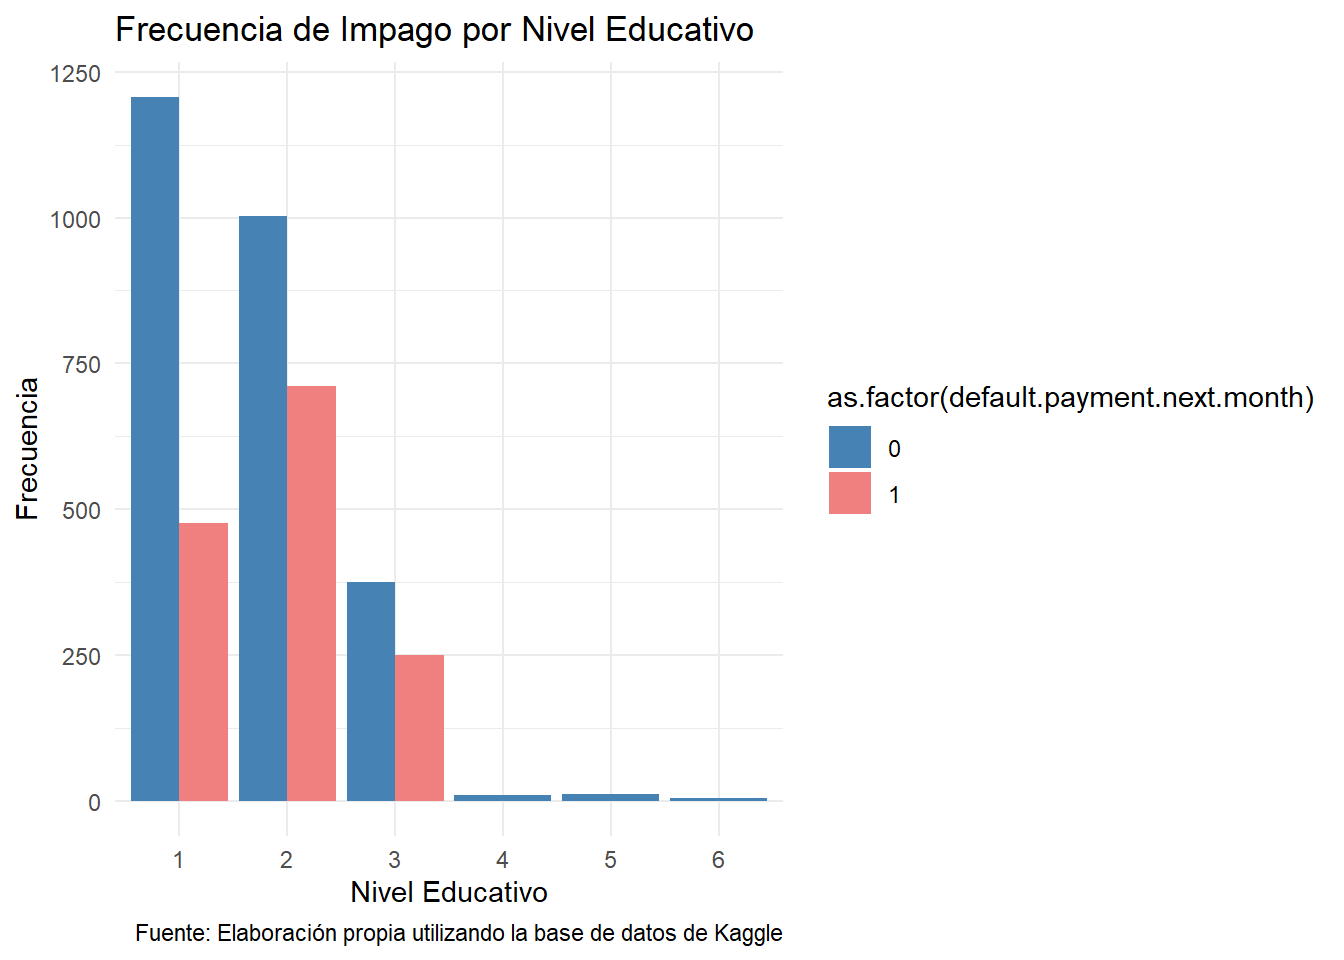 Frecuencia de Impago por Nivel Educativo
1250
1000
750
500
250
0
Frecuencia
1 2 3 4 5 6
Nivel Educativo
as.factor(default.payment.next.month)
0
1
Fuente: Elaboración propia utilizando la base de datos de Kaggle